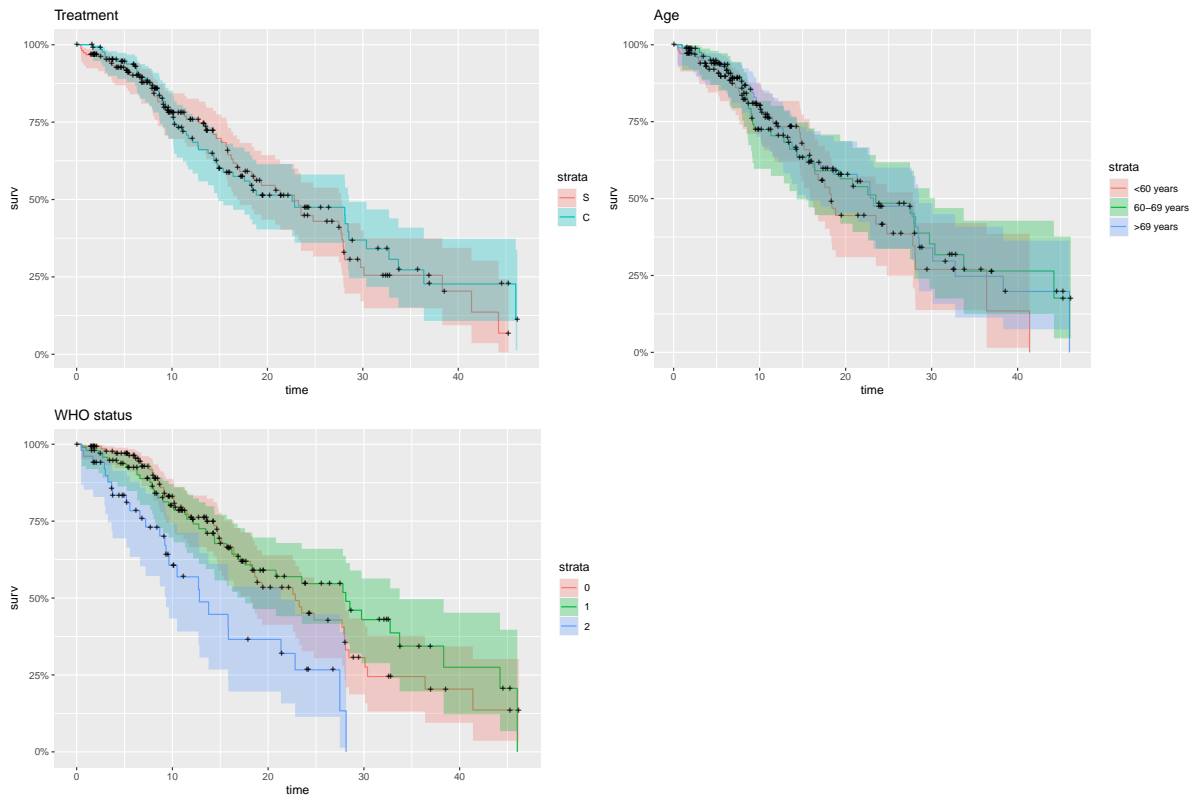 Treatment
100%
75%
50%
25%
0%
surv
0
10
20
30
40
time
strata
S
C
Age
100%
75%
50%
25%
0%
surv
0
10
20
30
40
time
strata
<60 years
60−69 years
>69 years
WHO status
100%
75%
50%
25%
0%
surv
0
10
20
30
40
time
strata
0
1
2